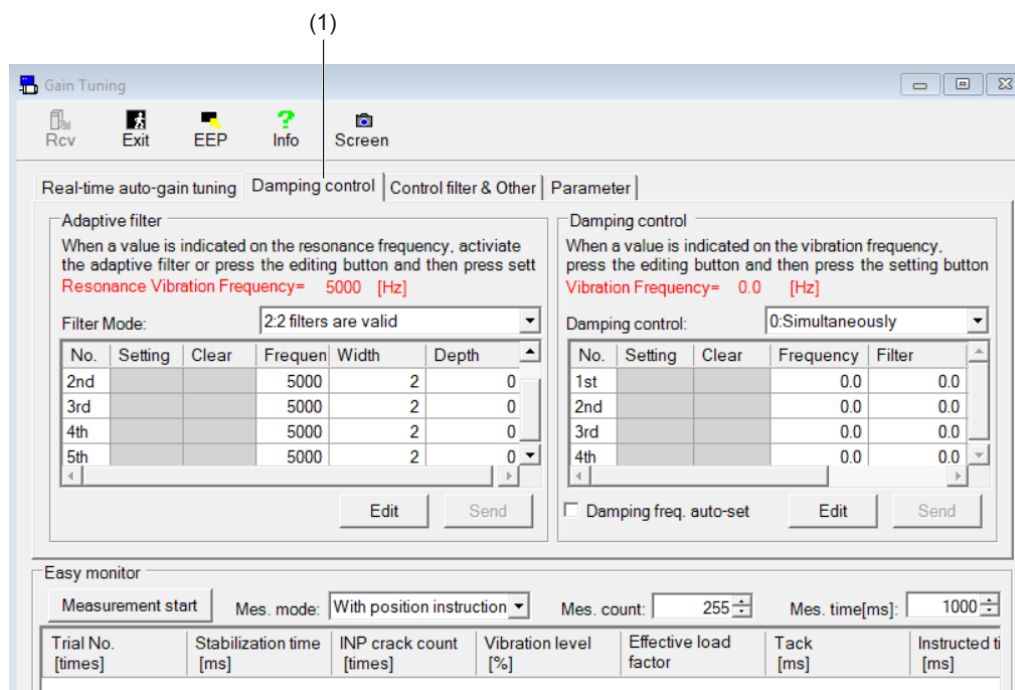 (1)
Gain Tuning
Rcv Exit EEP Info Screen
Real-time auto-gain tuning Damping control Control filter & Other Parameter
Adaptive filter
When a value is indicated on the resonance frequency, activiate
the adaptive filter or press the editing button and then press sett
Resonance Vibration Frequency= 5000 [Hz]
Filter Mode: 2:2 filters are valid
No. Setting Clear Frequen Width Depth
2nd 5000 2 0
3rd 5000 2 0
4th 5000 2 0
5th 5000 2 0
Edit Send
Damping control
When a value is indicated on the vibration frequency,
press the editing button and then press the setting button
Vibration Frequency= 0.0 [Hz]
Damping control: 0:Simultaneously
No. Setting Clear Frequency Filter
1st 0.0 0.0
2nd 0.0 0.0
3rd 0.0 0.0
4th 0.0 0.0
Damping freq. auto-set Edit Send
Easy monitor
Measurement start Mes. mode: With position instruction Mes. count: 255 Mes. time[ms]: 1000
Trial No. Stabilization time INP crack count Vibration level Effective load Tack Instructed ti
[times] [ms] [times] [%] factor [ms] [ms]